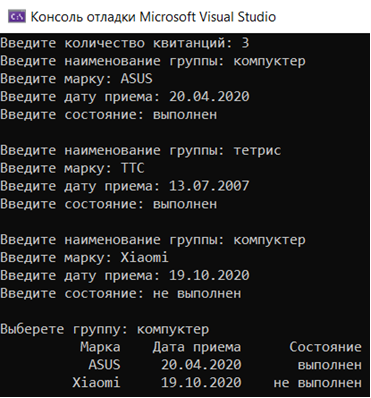 Консоль отладки Microsoft Visual Studio
Введите количество квитанций: 3
Введите наименование группы: компуктер
Введите марку: ASUS
Введите дату приема: 20.04.2020
Введите состояние: выполнен
Введите наименование группы: тетрис
Введите марку: ТТС
Введите дату приема: 13.07.2007
Введите состояние: выполнен
Введите наименование группы: компуктер
Введите марку: Xiaomi
Введите дату приема: 19.10.2020
Введите состояние: не выполнен
Выберете группу: компуктер
Марка Дата приема Состояние
ASUS 20.04.2020 выполнен
Xiaomi 19.10.2020 не выполнен